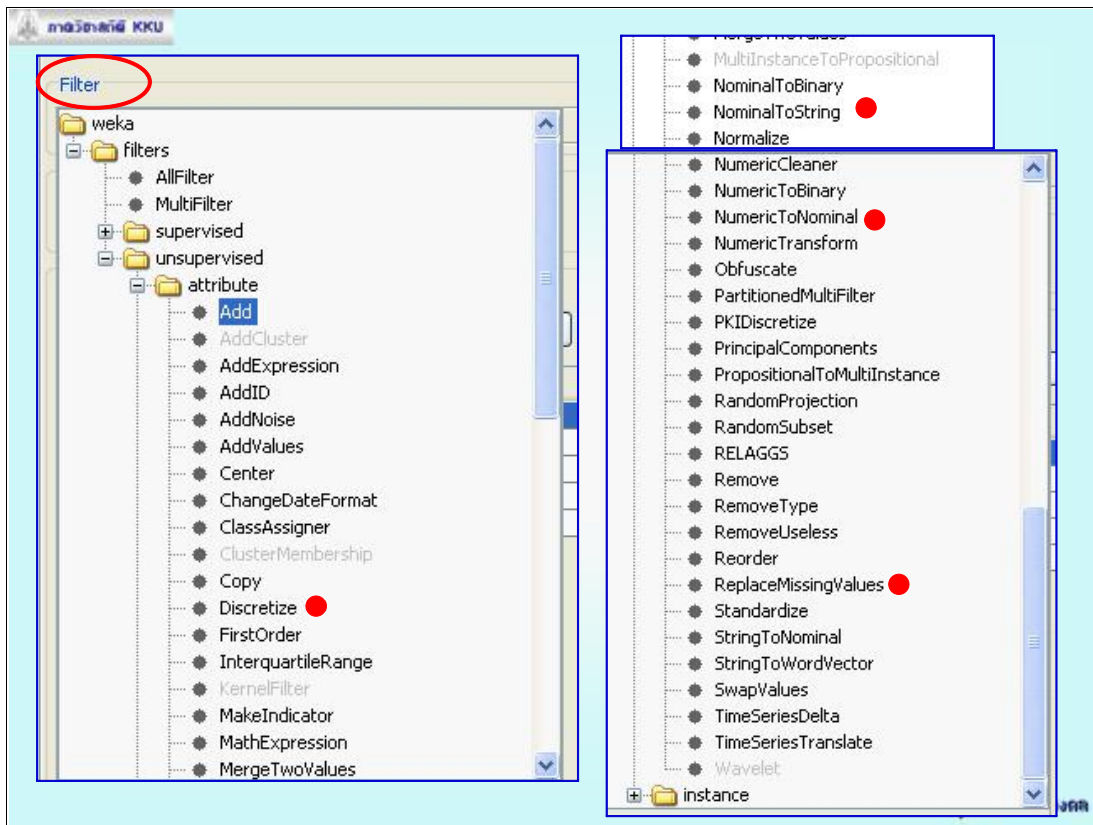 ภาควิชาสถิติ KKU
Filter
weka
filters
AllFilter
MultiFilter
supervised
unsupervised
attribute
Add
AddCluster
AddExpression
AddID
AddNoise
AddValues
Center
ChangeDateFormat
ClassAssigner
ClusterMembership
Copy
Discretize
FirstOrder
InterquartileRange
KernelFilter
MakeIndicator
MathExpression
MergeTwoValues
MergeTwoValues
MultiInstanceToPropositional
NominalToBinary
NominalToString
Normalize
NumericCleaner
NumericToBinary
NumericToNominal
NumericTransform
Obfuscate
PartitionedMultiFilter
PKIDiscretize
PrincipalComponents
PropositionalToMultiInstance
RandomProjection
RandomSubset
RELAGGS
Remove
RemoveType
RemoveUseless
Reorder
ReplaceMissingValues
Standardize
StringToNominal
StringToWordVector
SwapValues
TimeSeriesDelta
TimeSeriesTranslate
Wavelet
instance